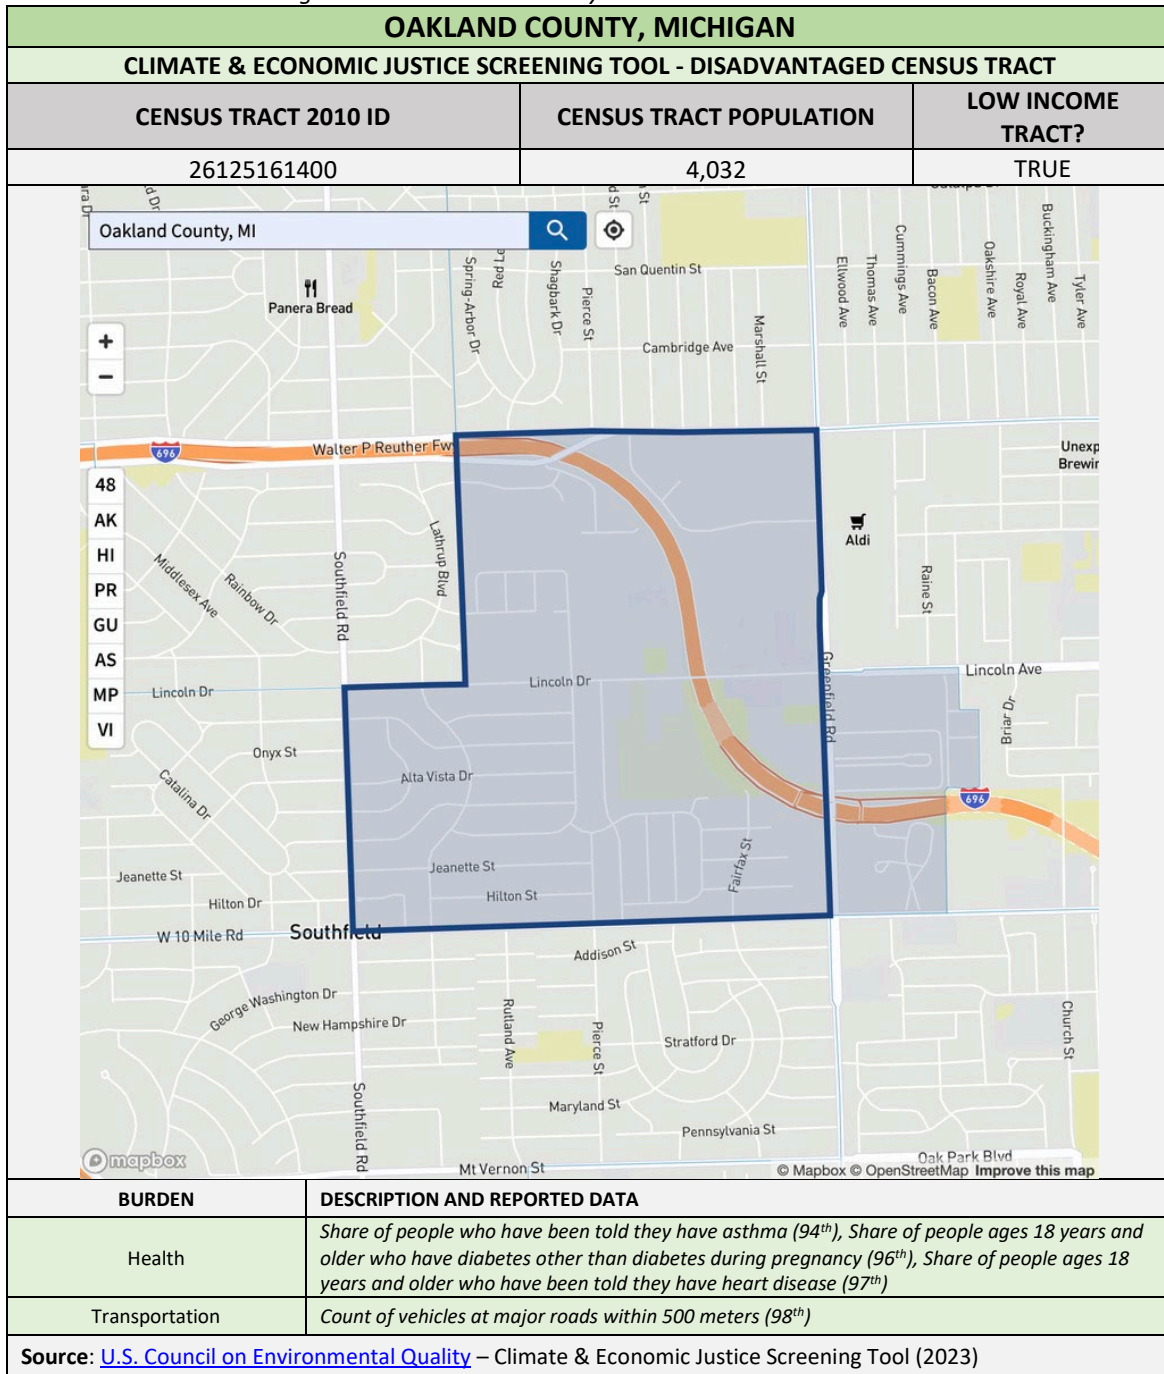 OAKLAND COUNTY, MICHIGAN
CLIMATE & ECONOMIC JUSTICE SCREENING TOOL - DISADVANTAGED CENSUS TRACT
CENSUS TRACT 2010 ID
CENSUS TRACT POPULATION
LOW INCOME
TRACT?
26125161400
4,032
TRUE
Oakland County, MI
San Quentin St
Panera Bread
Spring-Arbor Dr
Shagbark Dr
Pierce St
Marshall St
Cambridge Ave
Ellwood Ave
Thomas Ave
Cummings Ave
Bacon Ave
Oakshire Ave
Royal Ave
Buckingham Ave
Tyler Ave
+
−
696
Walter P Reuther Fwy
Unexp
Brewir
48
AK
HI
PR
GU
AS
MP
VI
Lathrup Blvd
Aldi
Middlesex Ave
Rainbow Dr
Southfield Rd
Raine St
Lincoln Dr
Lincoln Dr
Lincoln Ave
Greenfield Rd
Briar Dr
Onyx St
Catalina Dr
Alta Vista Dr
696
Jeanette St
Jeanette St
Fairfax St
Hilton Dr
Hilton St
W 10 Mile Rd
Southfield
Addison St
George Washington Dr
New Hampshire Dr
Rutland Ave
Pierce St
Stratford Dr
Church St
Southfield Rd
Maryland St
Pennsylvania St
mapbox
Mt Vernon St
Oak Park Blvd
© Mapbox © OpenStreetMap Improve this map
BURDEN
DESCRIPTION AND REPORTED DATA
Health
Share of people who have been told they have asthma (94th), Share of people ages 18 years and
older who have diabetes other than diabetes during pregnancy (96th), Share of people ages 18
years and older who have been told they have heart disease (97th)
Transportation
Count of vehicles at major roads within 500 meters (98th)
Source: U.S. Council on Environmental Quality – Climate & Economic Justice Screening Tool (2023)